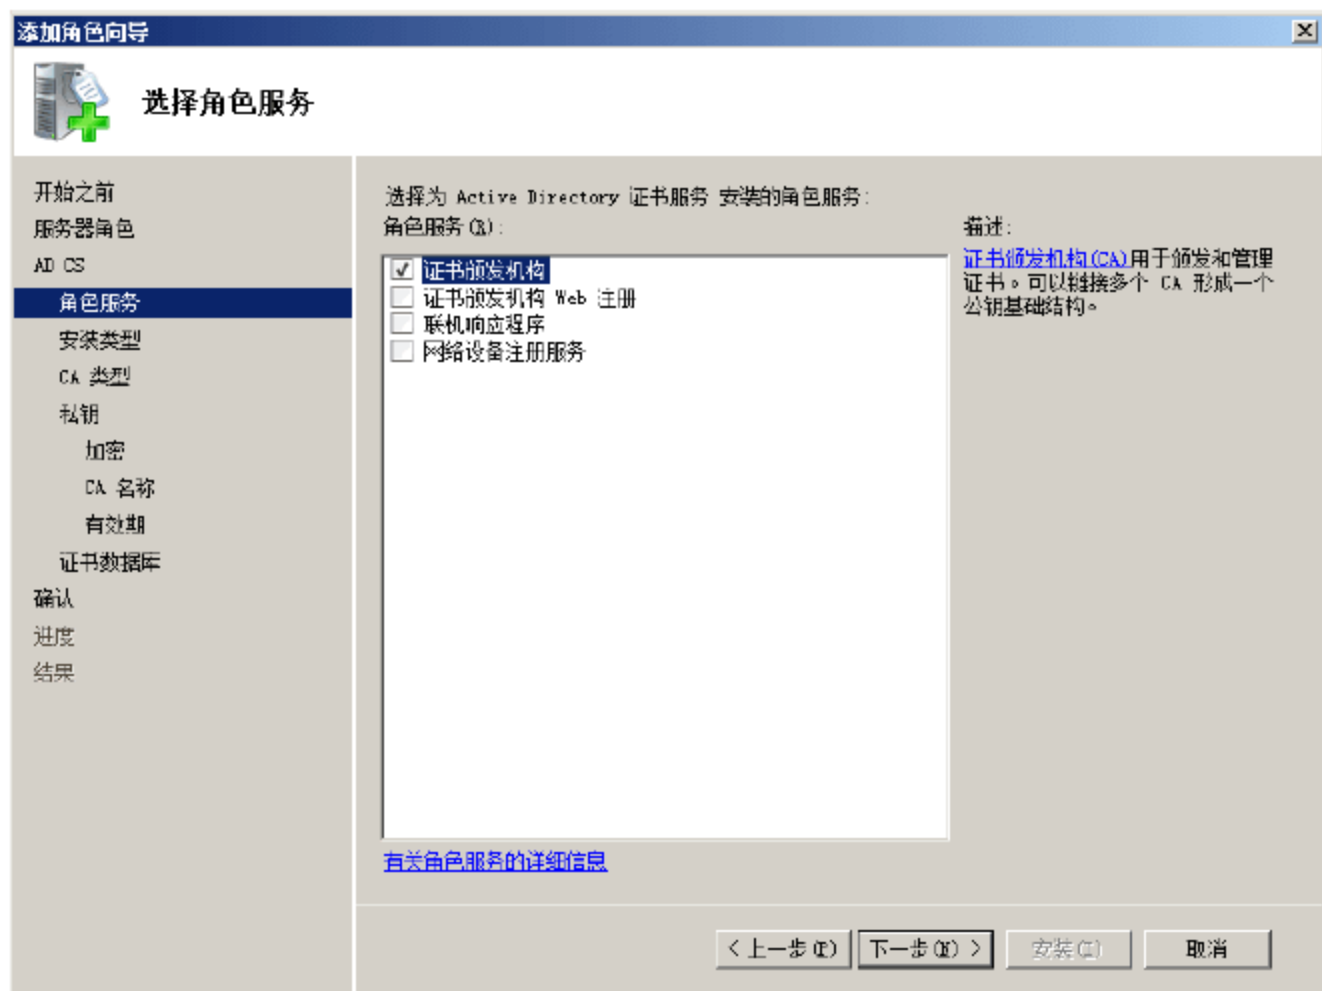 添加角色向导
选择角色服务
开始之前
服务器角色
AD CS
角色服务
安装类型
CA 类型
私钥
加密
CA 名称
有效期
证书数据库
确认
进度
结果
选择为 Active Directory 证书服务 安装的角色服务:
角色服务(R):
证书颁发机构
证书颁发机构 Web 注册
联机响应程序
网络设备注册服务
有关角色服务的详细信息
描述:
证书颁发机构(CA)用于颁发和管理
证书。可以链接多个 CA 形成一个
公钥基础结构。
< 上一步(P)
下一步(N) >
安装(I)
取消